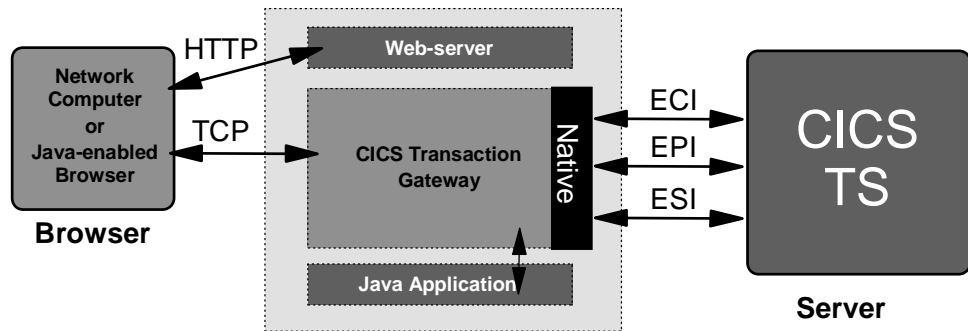 HTTP
Web-server
Network
Computer
or
Java-enabled
Browser
TCP
CICS Transaction
Gateway
Native
ECI
EPI
ESI
CICS
TS
Browser
Java Application
Server